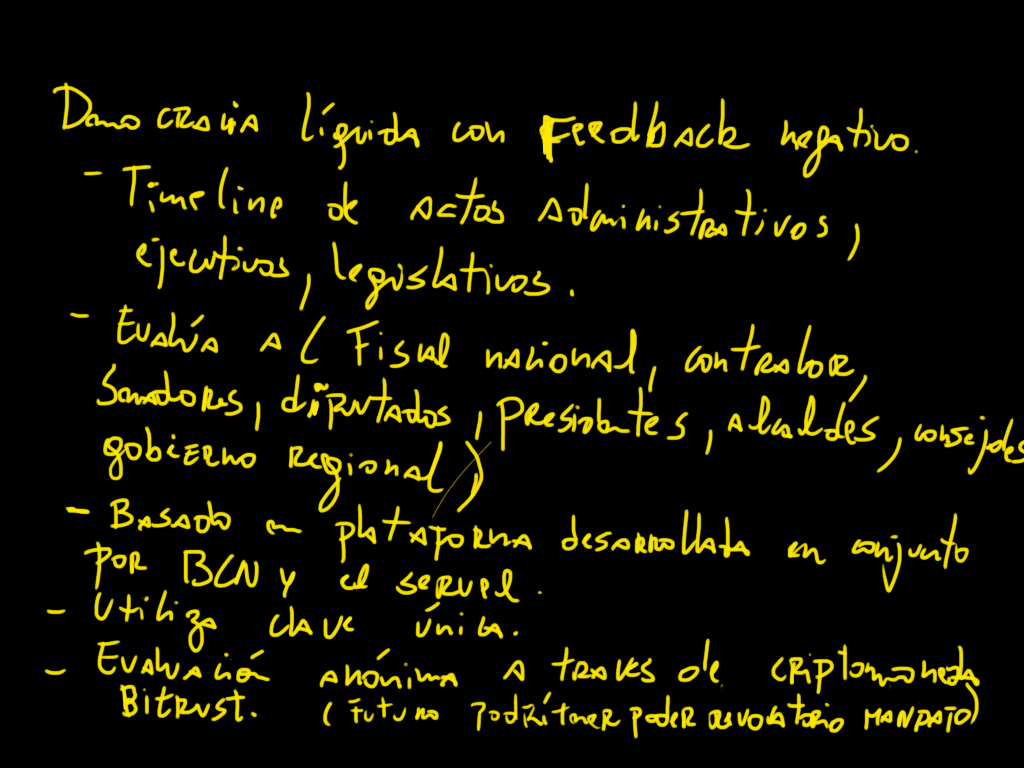 Democracia líquida con Feedback negativo.
- Timeline de actos administrativos,
ejecutivos, legislativos.
- Evalúa a ( Fiscal nacional, contralor,
Senadores, diputados, presidentes, alcaldes, consejales
gobierno regional )
- Basado en plataforma desarrollada en conjunto
por BCN y el servel.
- Utiliza clave única.
- Evaluación anónima a traves de criptomoneda
Bitrust. ( Futuro podrí tener poder revocatorio MANDATO)